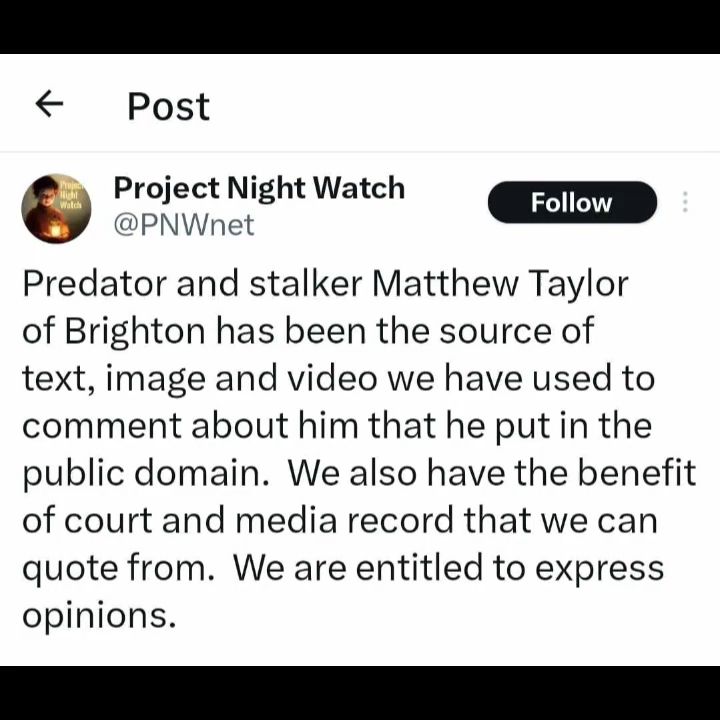 Post
Project Night Watch
@PNWnet
Follow
Project
Night
Watch
Predator and stalker Matthew Taylor
of Brighton has been the source of
text, image and video we have used to
comment about him that he put in the
public domain.  We also have the benefit
of court and media record that we can
quote from.  We are entitled to express
opinions.